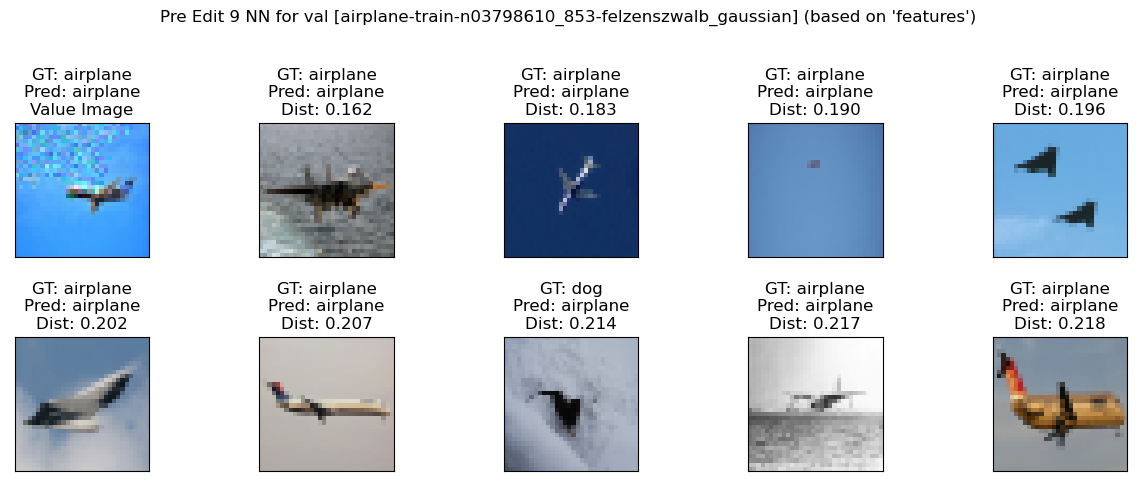 Pre Edit 9 NN for val [airplane-train-n03798610_853-felzenszwalb_gaussian] (based on 'features')
GT: airplane
Pred: airplane
Value Image
GT: airplane
Pred: airplane
Dist: 0.162
GT: airplane
Pred: airplane
Dist: 0.183
GT: airplane
Pred: airplane
Dist: 0.190
GT: airplane
Pred: airplane
Dist: 0.196
GT: airplane
Pred: airplane
Dist: 0.202
GT: airplane
Pred: airplane
Dist: 0.207
GT: dog
Pred: airplane
Dist: 0.214
GT: airplane
Pred: airplane
Dist: 0.217
GT: airplane
Pred: airplane
Dist: 0.218